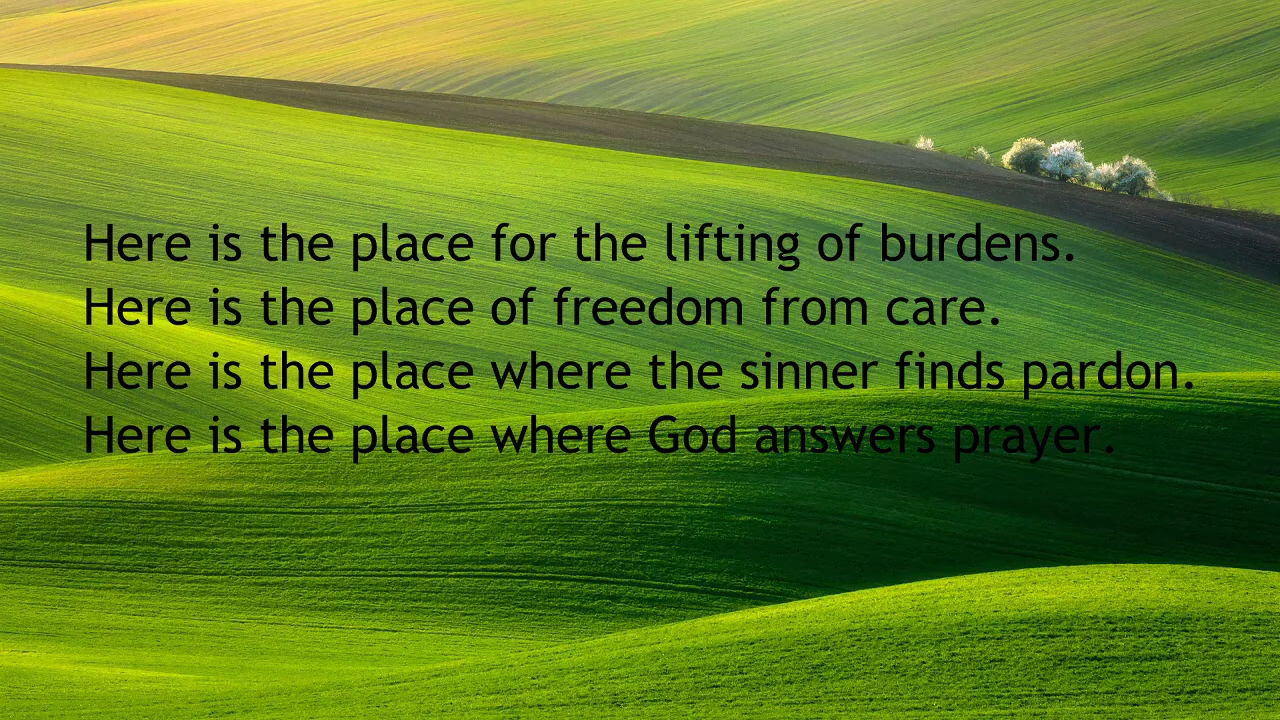 Here is the place for the lifting of burdens.
Here is the place of freedom from care.
Here is the place where the sinner finds pardon.
Here is the place where God answers prayer.